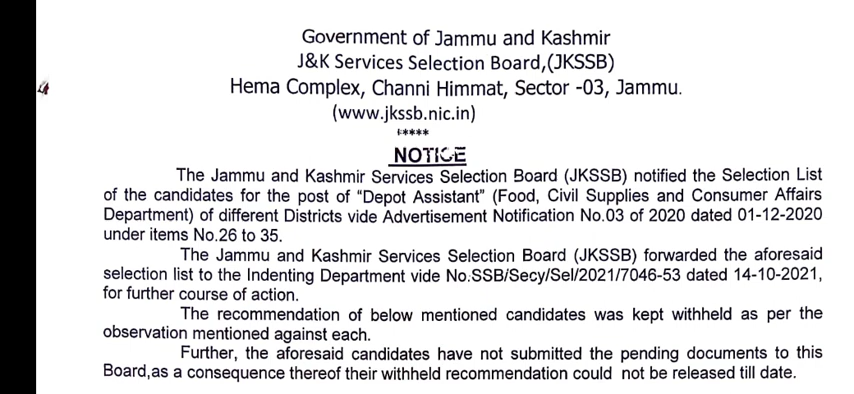 Government of Jammu and Kashmir
J&K Services Selection Board,(JKSSB)
Hema Complex, Channi Himmat, Sector -03, Jammu.
(www.jkssb.nic.in)
*****
NOTICE
The Jammu and Kashmir Services Selection Board (JKSSB) notified the Selection List
of the candidates for the post of “Depot Assistant” (Food, Civil Supplies and Consumer Affairs
Department) of different Districts vide Advertisement Notification No.03 of 2020 dated 01-12-2020
under items No.26 to 35.
The Jammu and Kashmir Services Selection Board (JKSSB) forwarded the aforesaid
selection list to the Indenting Department vide No.SSB/Secy/Sel/2021/7046-53 dated 14-10-2021,
for further course of action.
The recommendation of below mentioned candidates was kept withheld as per the
observation mentioned against each.
Further, the aforesaid candidates have not submitted the pending documents to this
Board,as a consequence thereof their withheld recommendation could not be released till date.